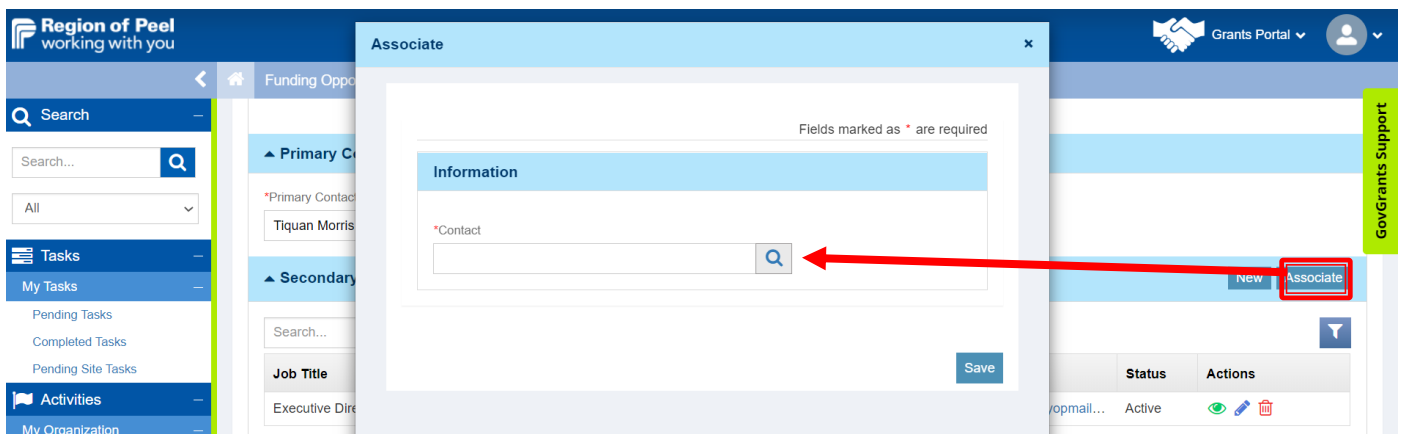 Region of Peel
working with you
Associate
×
Grants Portal
Funding Oppo
Search
Search...
All
Tasks
My Tasks
Pending Tasks
Completed Tasks
Pending Site Tasks
Activities
My Organization
Primary Co
*Primary Contact
Tiquan Morris
Secondary
Search...
Job Title
Executive Dire
Fields marked as * are required
Information
*Contact
Save
New
Associate
Status
Actions
yopmail...
Active
GovGrants Support